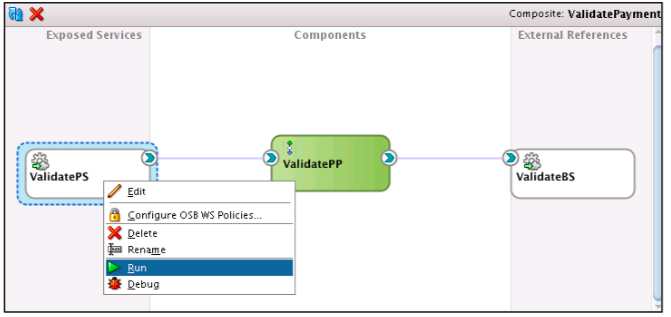 Composite: ValidatePayment
Exposed Services
Components
External References
ValidatePS
ValidatePP
ValidateBS
Edit
Configure OSB WS Policies...
Delete
Rename
Run
Debug